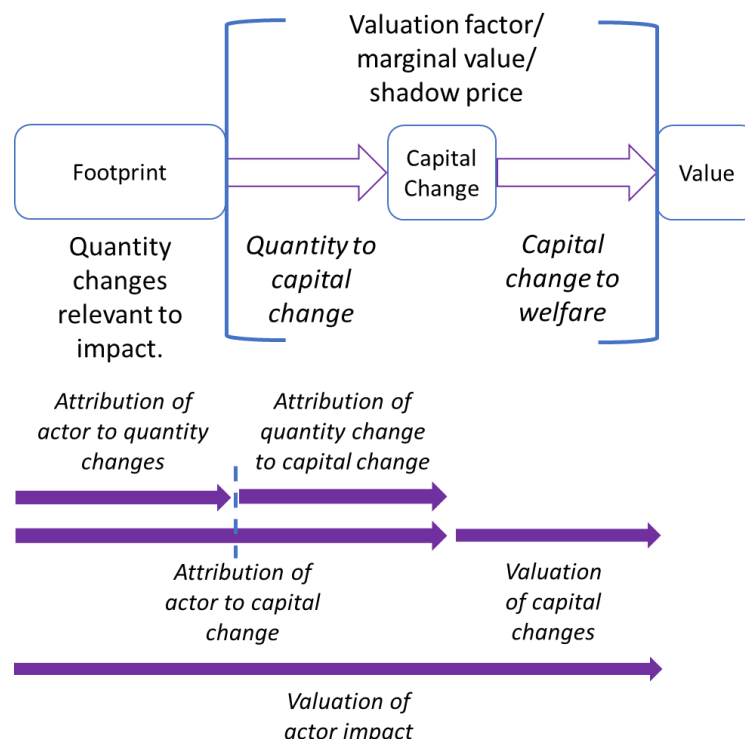 Valuation factor/
marginal value/
shadow price
Footprint
Capital
Change
Value
Quantity
changes
relevant to
impact.
Quantity to
capital
change
Capital
change to
welfare
Attribution of
actor to quantity
changes
Attribution of
quantity change
to capital change
Attribution of
actor to capital
change
Valuation
of capital
changes
Valuation of
actor impact